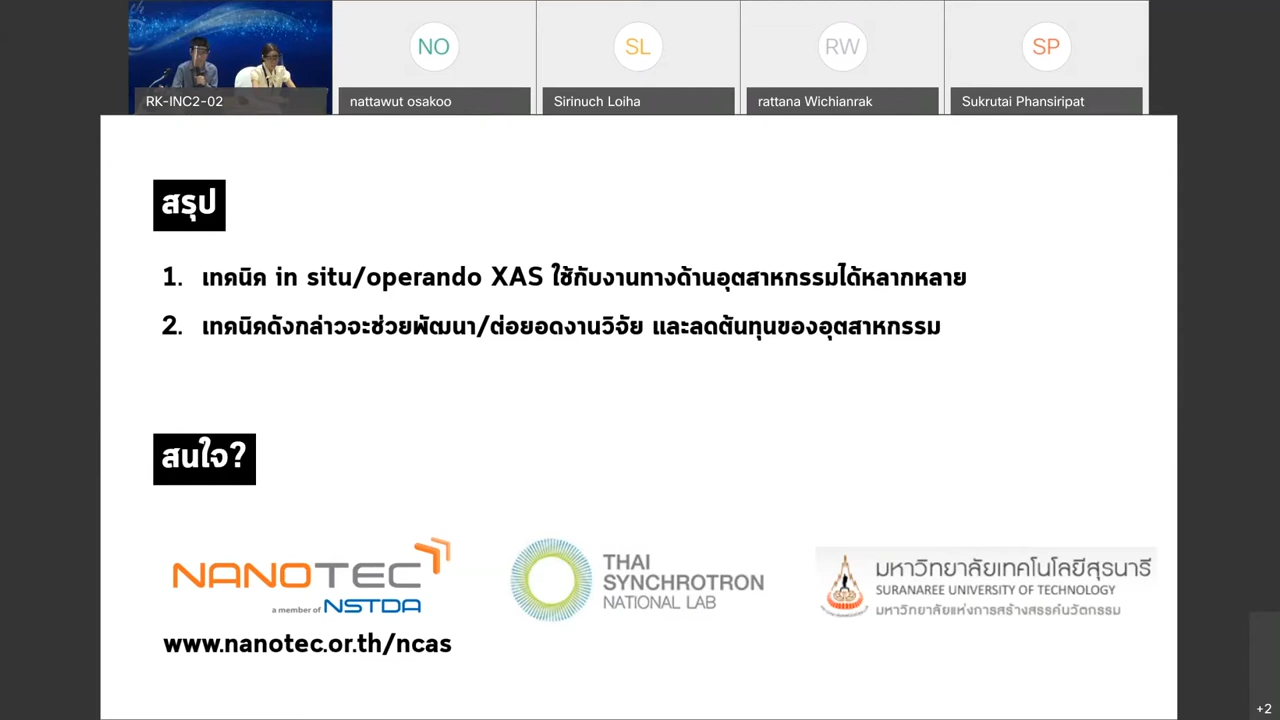 NO
SL
RW
SP
RK-INC2-02
nattawut osakoo
Sirinuch Loiha
rattana Wichianrak
Sukrutai Phansiripat
สรุป
1. เทคนิค in situ/operando XAS ใช้กับงานทางด้านอุตสาหกรรมได้หลากหลาย
2. เทคนิคดังกล่าวจะช่วยพัฒนา/ต่อยอดงานวิจัย และลดต้นทุนของอุตสาหกรรม
สนใจ?
NANOTEC
a member of NSTDA
www.nanotec.or.th/ncas
THAI
SYNCHROTRON
NATIONAL LAB
มหาวิทยาลัยเทคโนโลยีสุรนารี
SURANAREE UNIVERSITY OF TECHNOLOGY
มหาวิทยาลัยแห่งการสร้างสรรค์นวัตกรรม
+2